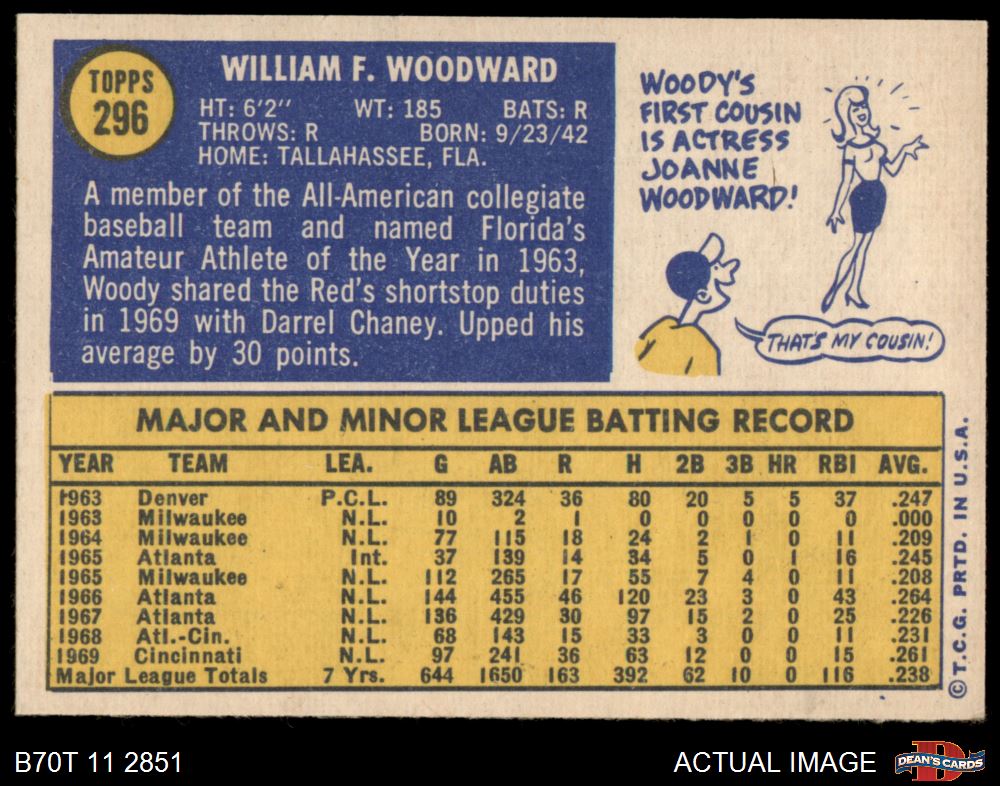 TOPPS
296
WILLIAM F. WOODWARD
HT: 6'2" WT: 185 BATS: R
THROWS: R BORN: 9/23/42
HOME: TALLAHASSEE, FLA.
A member of the All-American collegiate
baseball team and named Florida's
Amateur Athlete of the Year in 1963,
Woody shared the Red's shortstop duties
in 1969 with Darrel Chaney. Upped his
average by 30 points.
WOODY'S
FIRST COUSIN
IS ACTRESS
JOANNE
WOODWARD!
THAT'S MY COUSIN!
MAJOR AND MINOR LEAGUE BATTING RECORD
YEAR TEAM LEA. G AB R H 2B 3B HR RBI AVG.
1963 Denver P.C.L. 89 324 36 80 20 5 5 37 .247
1963 Milwaukee N.L. 10 2 1 0 0 0 0 0 .000
1964 Milwaukee N.L. 77 115 18 24 2 1 0 11 .209
1965 Atlanta Int. 37 139 14 34 5 0 1 16 .245
1965 Milwaukee N.L. 112 265 17 55 7 4 0 11 .208
1966 Atlanta N.L. 144 455 46 120 23 3 0 43 .264
1967 Atlanta N.L. 136 429 30 97 15 2 0 25 .226
1968 Atl.-Cin. N.L. 68 143 15 33 3 0 0 11 .231
1969 Cincinnati N.L. 97 241 36 63 12 0 0 15 .261
Major League Totals 7 Yrs. 644 1650 163 392 62 10 0 116 .238
©T.C.G. PRTD. IN U.S.A.
B70T 11 2851
ACTUAL IMAGE
D
DEAN'S CARDS